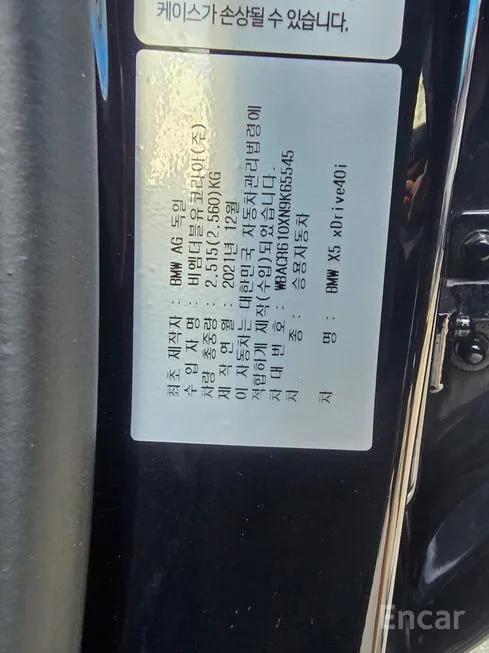 케이스가 손상될 수 있습니다.
최초 제작자 : BMW AG 독일
수 입 사 명 : 비엠더블유코리아(주)
차량 총중량 : 2.515(2.560)KG
제 작 연 월 : 2021년 12월
이 자동차는 대한민국 자동차관리법령에
적합하게 제작(수입)되었습니다.
차 대 번 호 : WBACR610XN9K65545
차 종 : 승용자동차
차 명 : BMW X5 xDrive40i
Encar